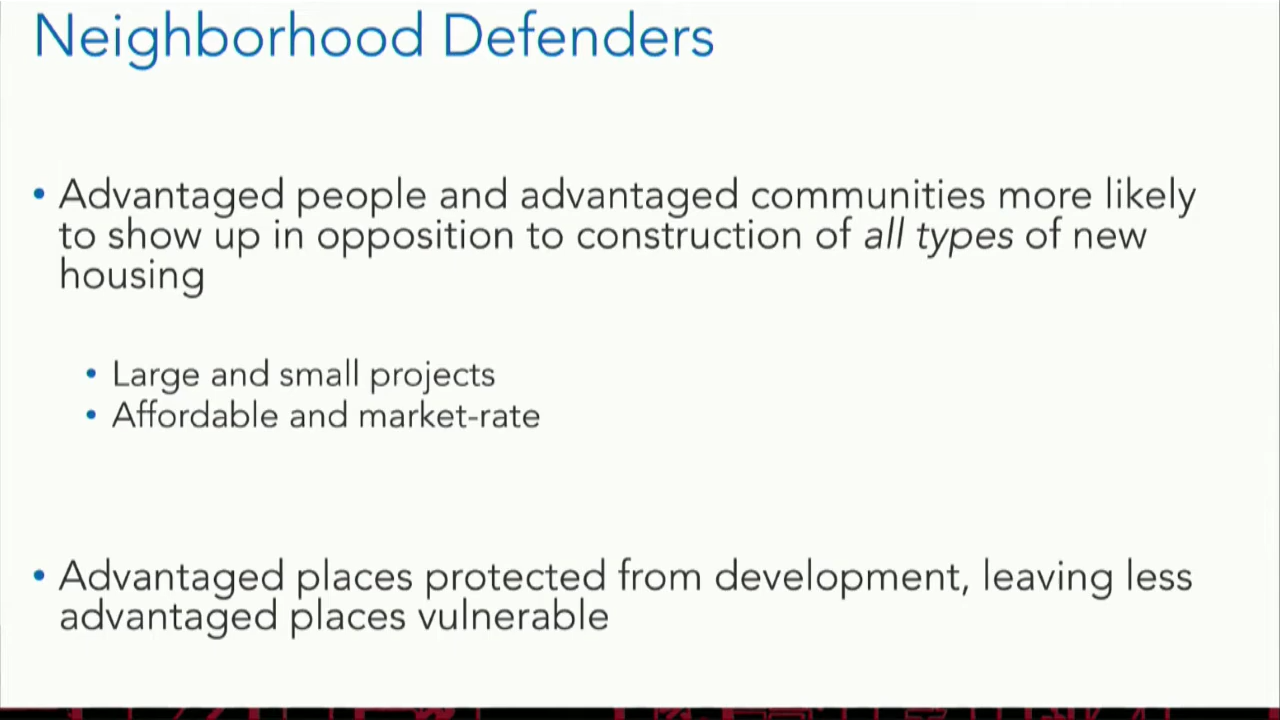 Neighborhood Defenders
• Advantaged people and advantaged communities more likely
to show up in opposition to construction of all types of new
housing
• Large and small projects
• Affordable and market-rate
• Advantaged places protected from development, leaving less
advantaged places vulnerable